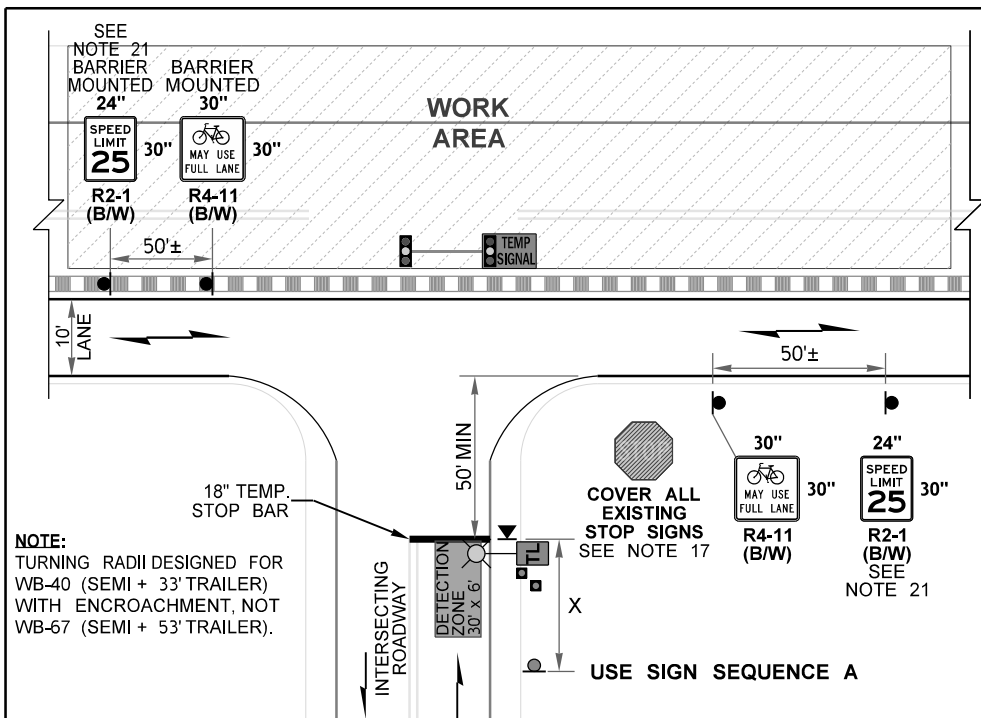 SEE
NOTE 21
BARRIER
MOUNTED
24"
SPEED
LIMIT
25
30"
R2-1
(B/W)
BARRIER
MOUNTED
30"
MAY USE
FULL LANE
30"
R4-11
(B/W)
50'±
WORK
AREA
TEMP
SIGNAL
10'
LANE
50'±
50' MIN
STOP
COVER ALL
EXISTING
STOP SIGNS
SEE NOTE 17
30"
MAY USE
FULL LANE
30"
R4-11
(B/W)
24"
SPEED
LIMIT
25
30"
R2-1
(B/W)
SEE
NOTE 21
18" TEMP.
STOP BAR
NOTE:
TURNING RADII DESIGNED FOR
WB-40 (SEMI + 33' TRAILER)
WITH ENCROACHMENT, NOT
WB-67 (SEMI + 53' TRAILER).
INTERSECTING
ROADWAY
DETECTION
ZONE
30' x 6'
TL
X
USE SIGN SEQUENCE A